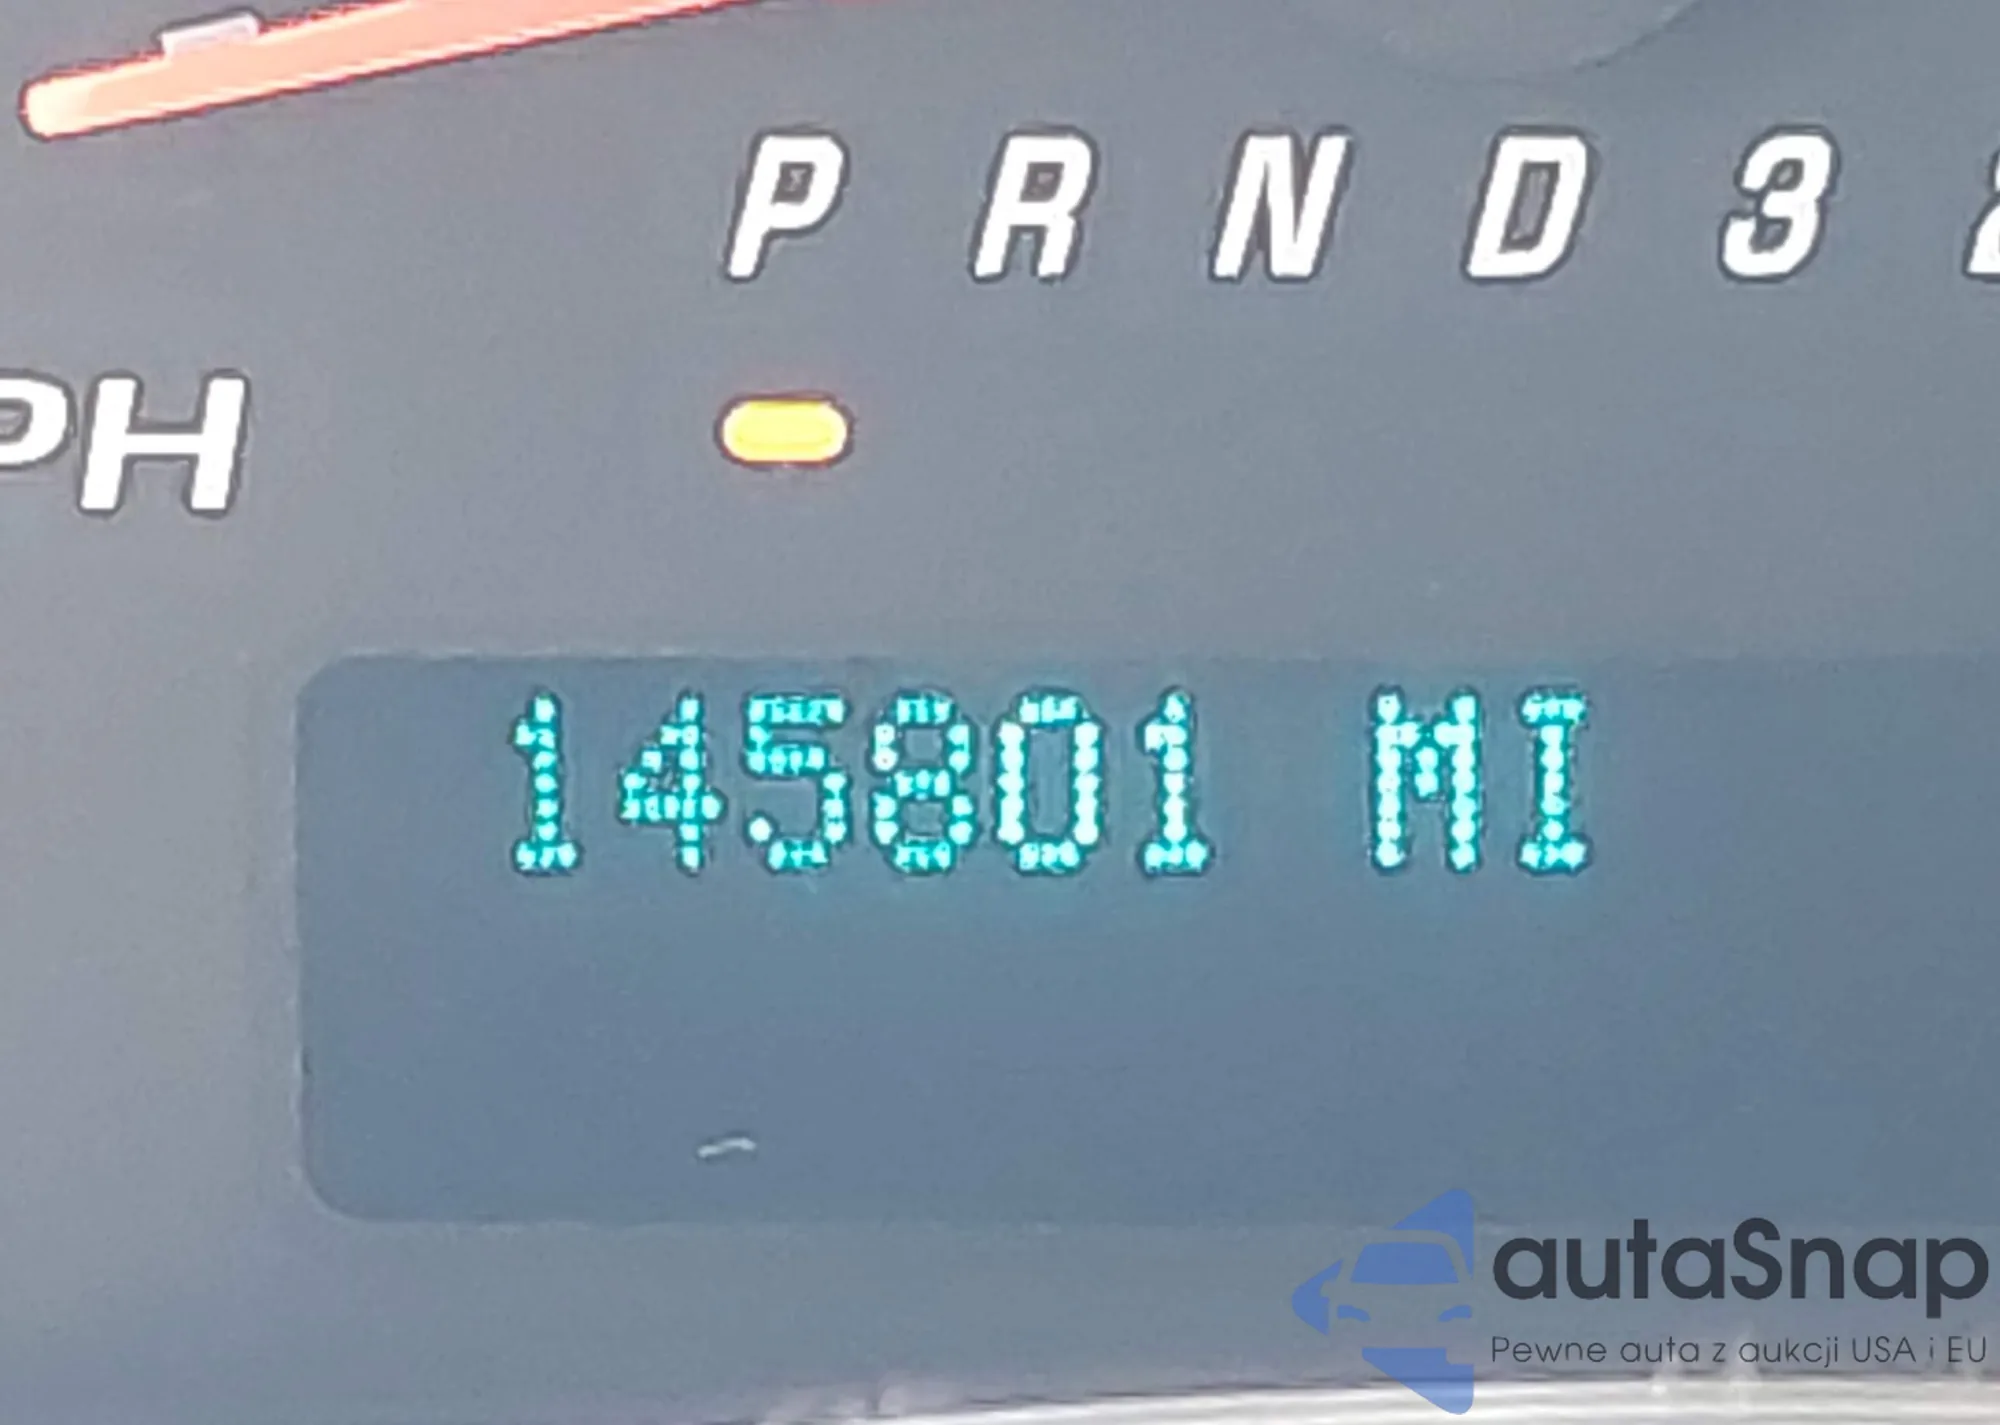 P R N D 3
PH
145801 MI
autaSnap
Pewne auta z aukcji USA i EU